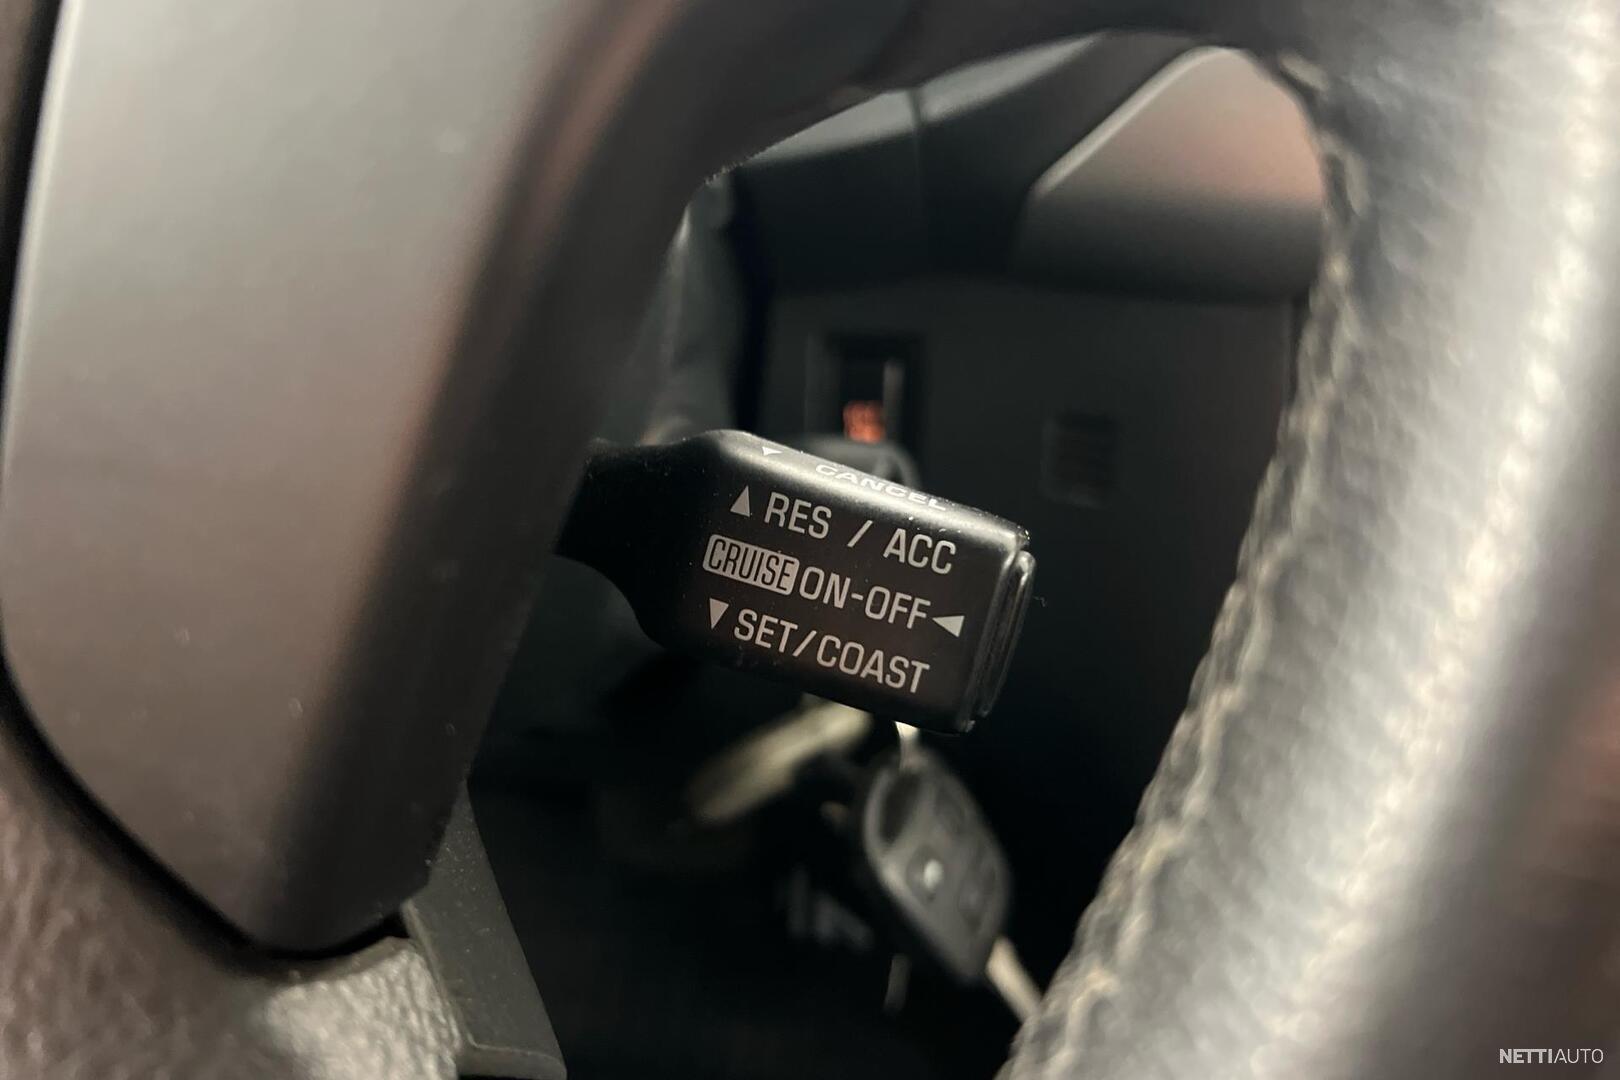 ▼ CANCEL
▲ RES / ACC
CRUISE ON-OFF ◀
▼ SET/COAST
NETTIAUTO